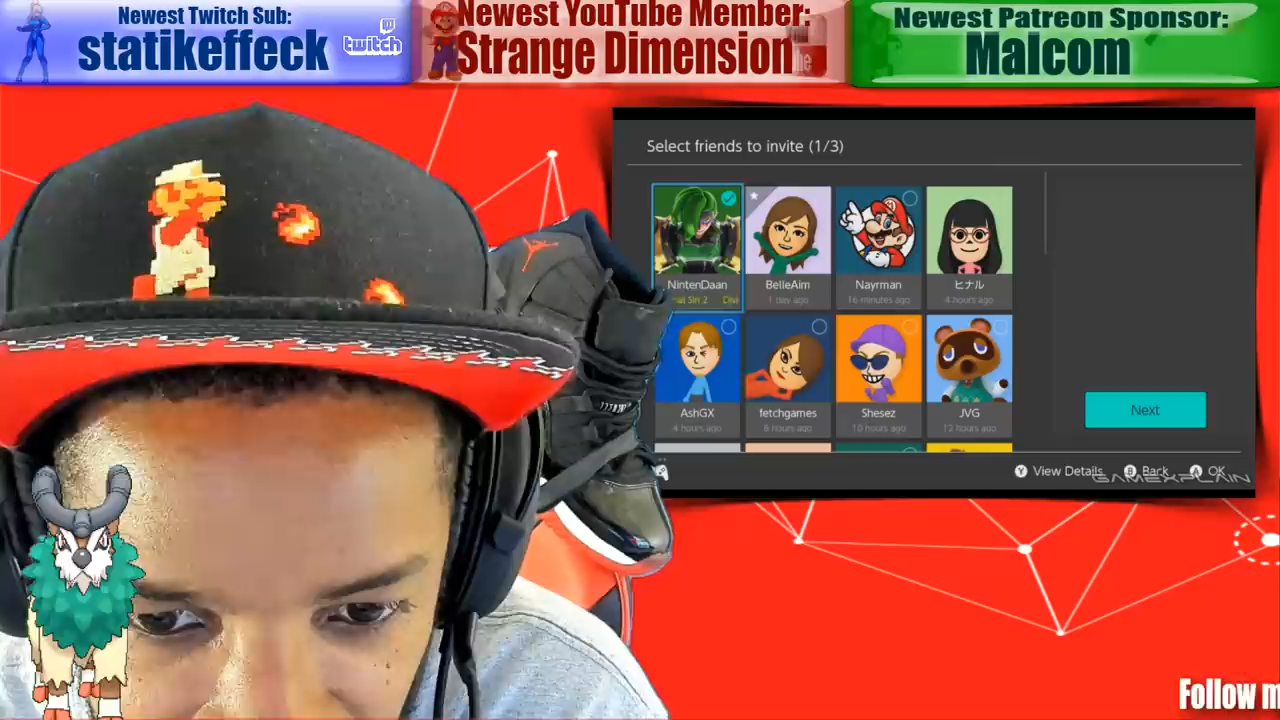 Newest Twitch Sub:
statikeffeck
twitch
Newest YouTube Member:
Strange Dimension
Newest Patreon Sponsor:
Malcom
Select friends to invite (1/3)
NintenDaan
BelleAim
1 day ago
Nayrman
16 minutes ago
ヒナル
4 hours ago
AshGX
4 hours ago
fetchgames
8 hours ago
Shesez
10 hours ago
JVG
12 hours ago
Next
Y View Details
B Back
A OK
GAMEXPLAIN
Follow m